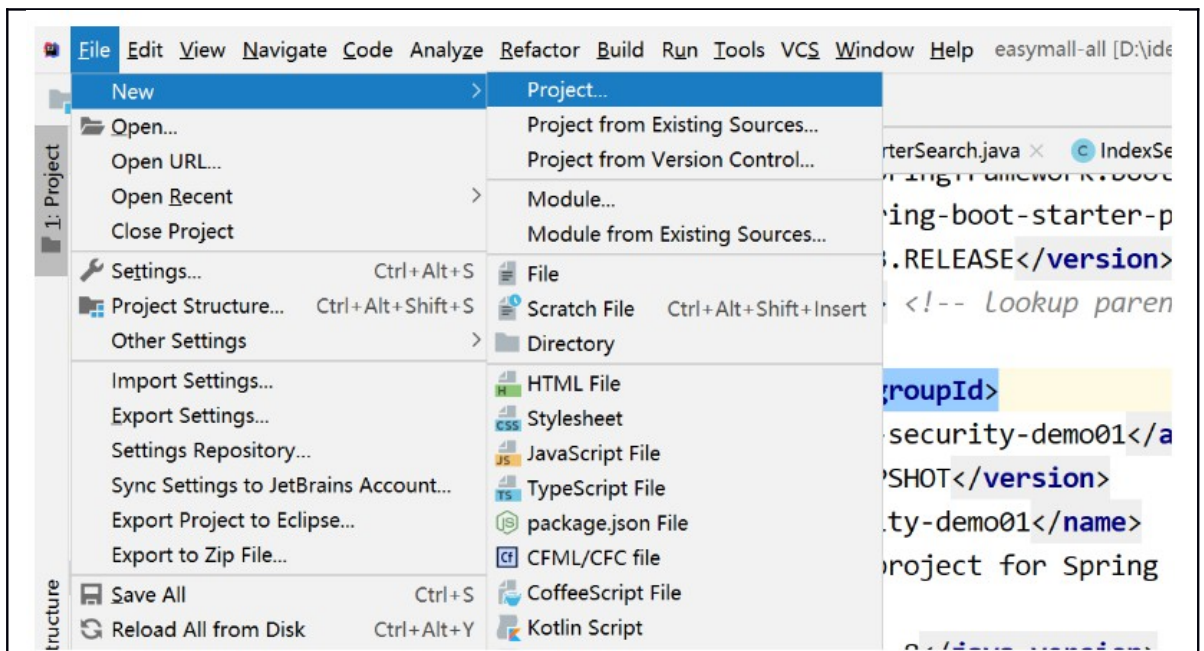 File Edit View Navigate Code Analyze Refactor Build Run Tools VCS Window Help easymall-all [D:\ide
New
Open...
Open URL...
Open Recent
Close Project
Settings... Ctrl+Alt+S
Project Structure... Ctrl+Alt+Shift+S
Other Settings
Import Settings...
Export Settings...
Settings Repository...
Sync Settings to JetBrains Account...
Export Project to Eclipse...
Export to Zip File...
Save All Ctrl+S
Reload All from Disk Ctrl+Alt+Y
Project...
Project from Existing Sources...
Project from Version Control...
Module...
Module from Existing Sources...
File
Scratch File Ctrl+Alt+Shift+Insert
Directory
HTML File
CSS Stylesheet
JS JavaScript File
TS TypeScript File
package.json File
Cf CFML/CFC file
CoffeeScript File
Kotlin Script
1: Project
ructure
rterSearch.java C IndexSe
ring-boot-starter-p
.RELEASE</version>
<!-- lookup paren
groupId>
-security-demo01</a
PSHOT</version>
ty-demo01</name>
project for Spring